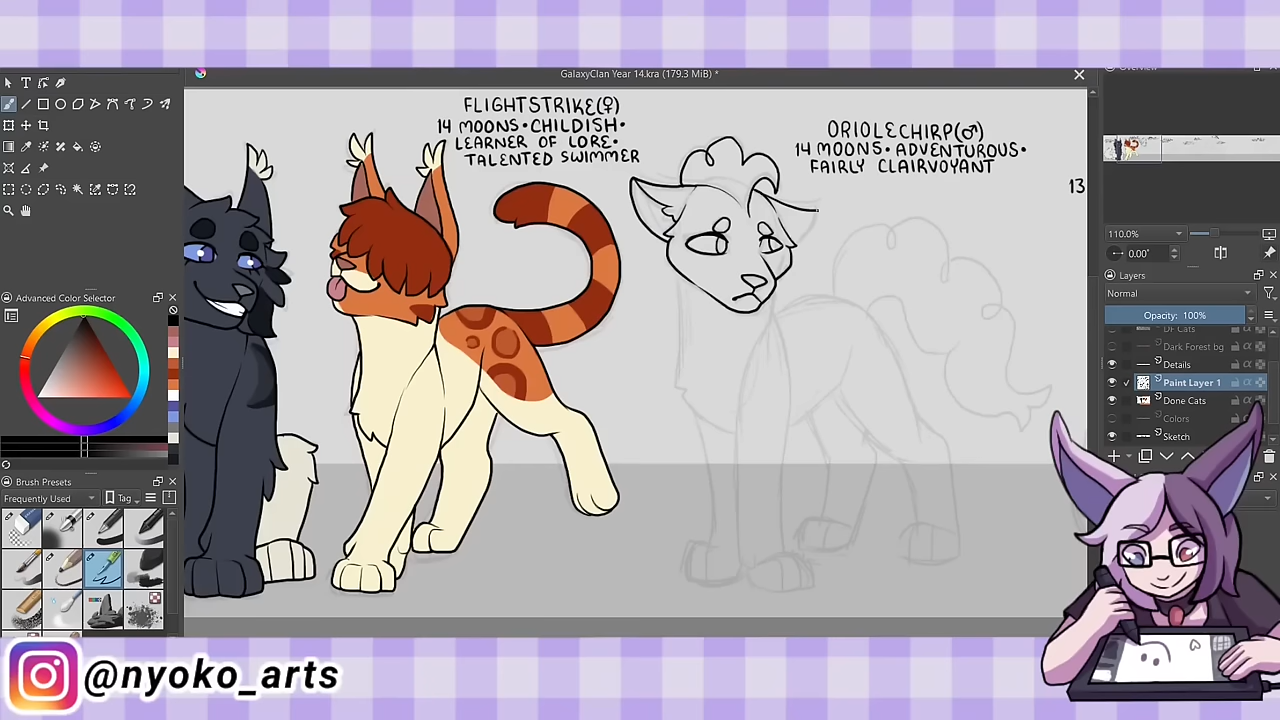 GalaxyClan Year 14.kra (179.3 MiB) *
FLIGHTSTRIKE(♀)
14 MOONS • CHILDISH •
LEARNER OF LORE •
TALENTED SWIMMER
ORIOLECHIRP(♂)
14 MOONS • ADVENTUROUS •
FAIRLY CLAIRVOYANT
13
110.0%
0.00°
Layers
Normal
Opacity: 100%
DF Cats
Dark Forest bg
Details
Paint Layer 1
Done Cats
Colors
Sketch
Advanced Color Selector
Brush Presets
Frequently Used
Tag
@nyoko_arts